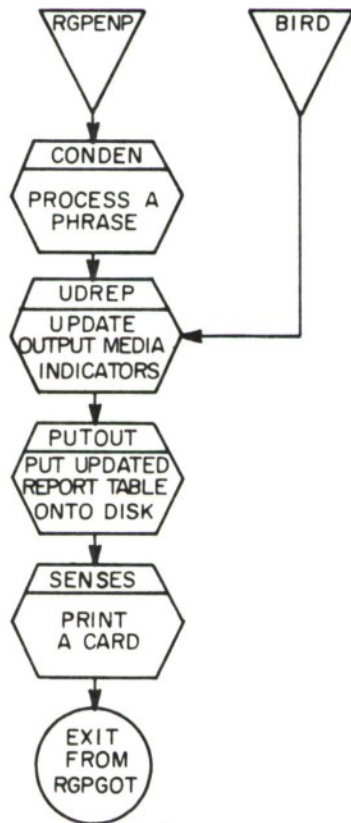 RGPENP
BIRD
CONDEN
PROCESS A
PHRASE
UDREP
UPDATE
OUTPUT MEDIA
INDICATORS
PUTOUT
PUT UPDATED
REPORT TABLE
ONTO DISK
SENSES
PRINT
A CARD
EXIT
FROM
RGPGOT